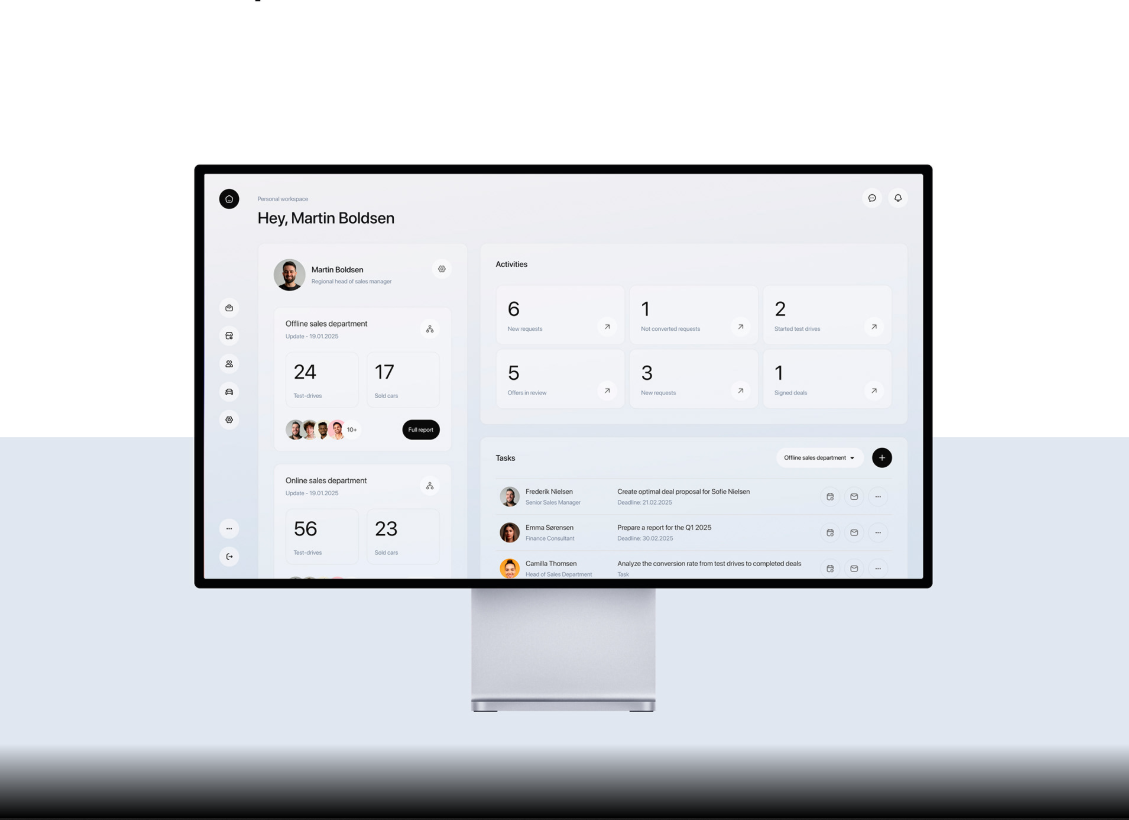 Personal workspace
Hey, Martin Boldsen
Martin Boldsen
Regional head of sales manager
Offline sales department
Update - 19.01.2025
24
Test-drives
17
Sold cars
10+
Full report
Online sales department
Update - 19.01.2025
56
Test-drives
23
Sold cars
Activities
6
New requests
1
Not converted requests
2
Started test drives
5
Offers in review
3
New requests
1
Signed deals
Tasks
Offline sales department
Frederik Nielsen
Senior Sales Manager
Create optimal deal proposal for Sofie Nielsen
Deadline: 21.02.2025
Emma Sørensen
Finance Consultant
Prepare a report for the Q1 2025
Deadline: 30.02.2025
Camilla Thomsen
Head of Sales Department
Analyze the conversion rate from test drives to completed deals
Task